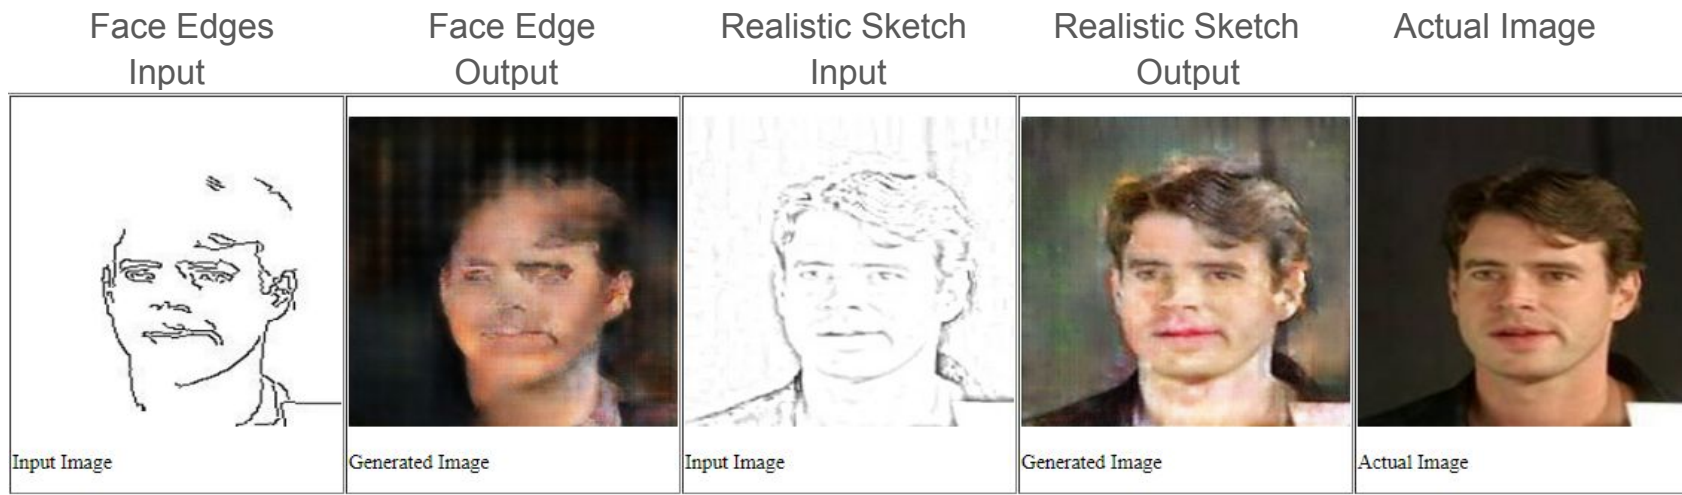 Face Edges Input
Face Edge Output
Realistic Sketch Input
Realistic Sketch Output
Actual Image
Input Image
Generated Image
Input Image
Generated Image
Actual Image